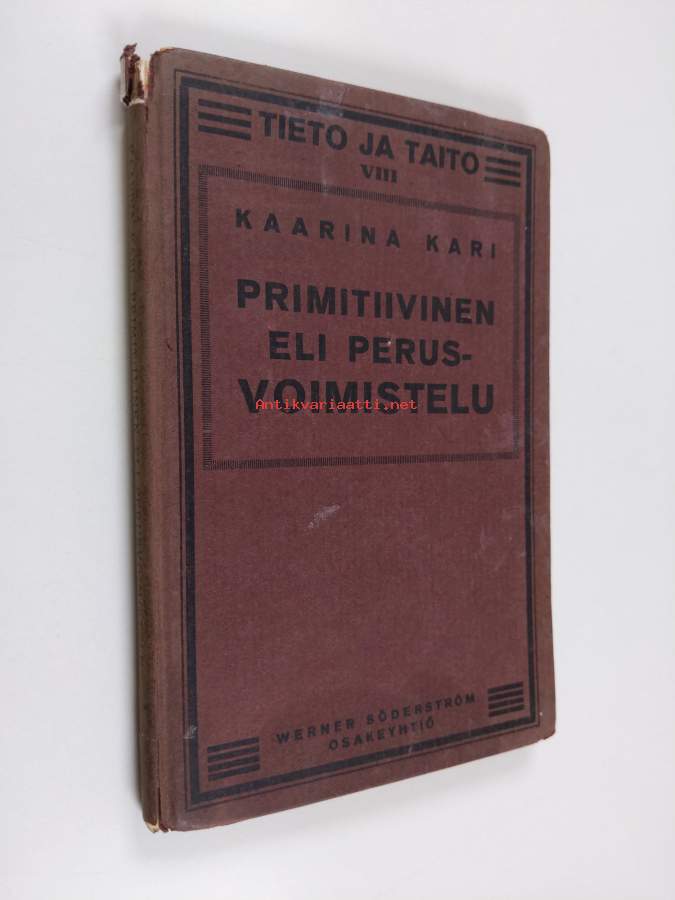 TIETO JA TAITO
VIII
KAARINA KARI
PRIMITIIVINEN
ELI PERUS-
VOIMISTELU
Antikvariaatti.net
WERNER SÖDERSTRÖM
OSAKEYHTIÖ